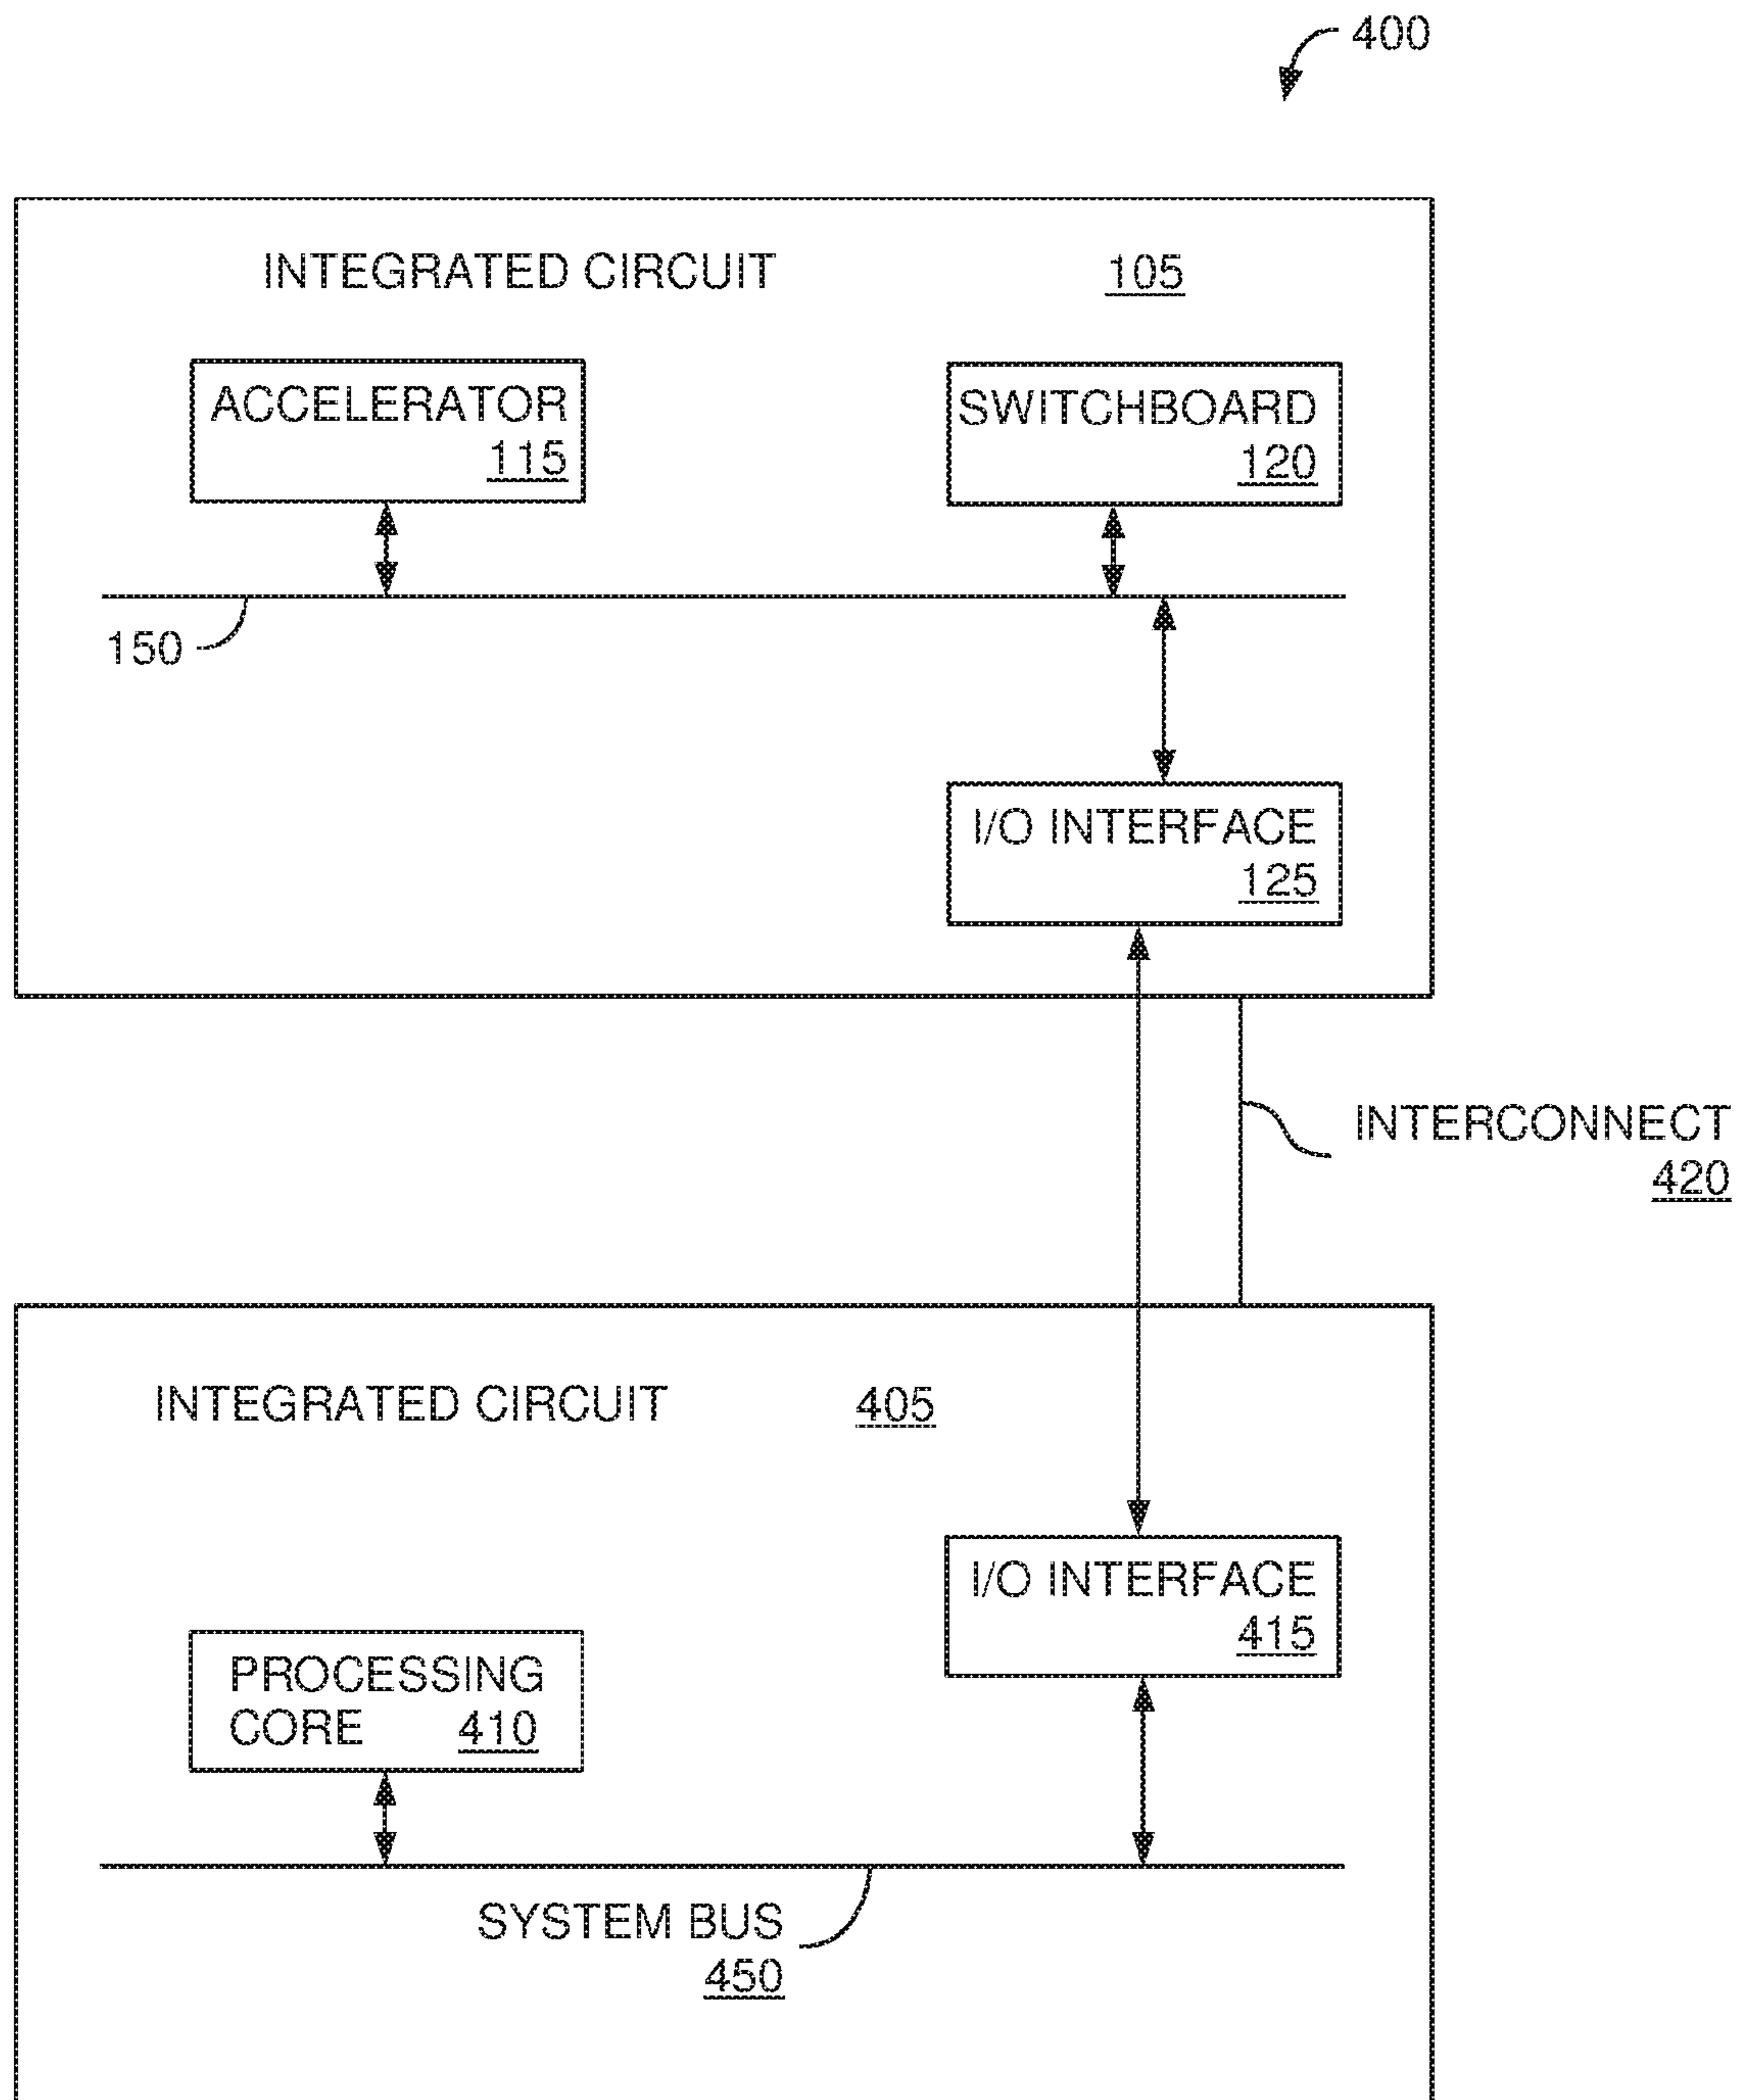 400
INTEGRATED CIRCUIT 105
ACCELERATOR
115
SWITCHBOARD
120
150
I/O INTERFACE
125
INTERCONNECT
420
INTEGRATED CIRCUIT 405
I/O INTERFACE
415
PROCESSING
CORE 410
SYSTEM BUS
450